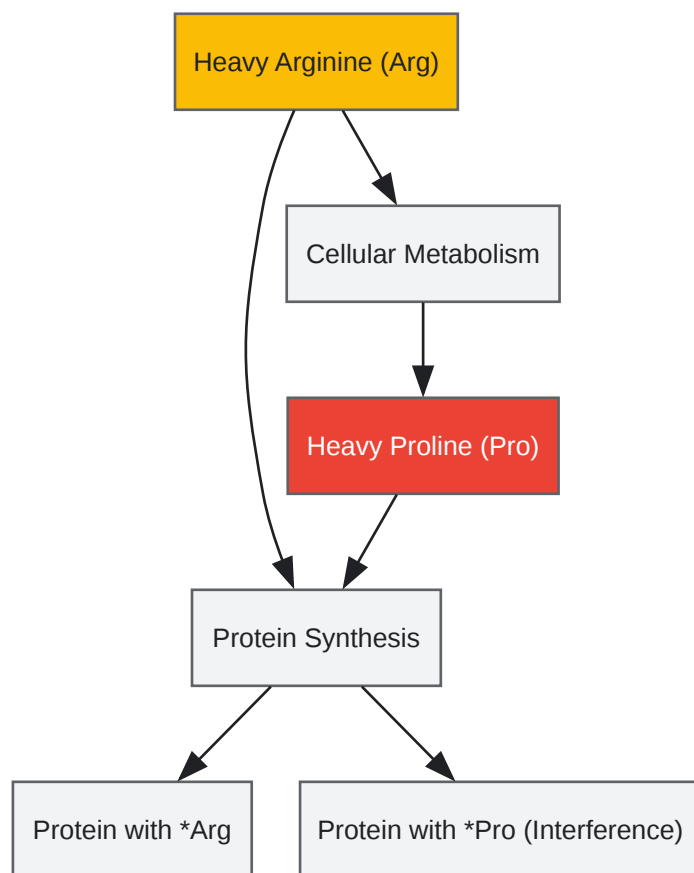 Heavy Arginine (Arg)
Cellular Metabolism
Heavy Proline (Pro)
Protein Synthesis
Protein with *Arg
Protein with *Pro (Interference)